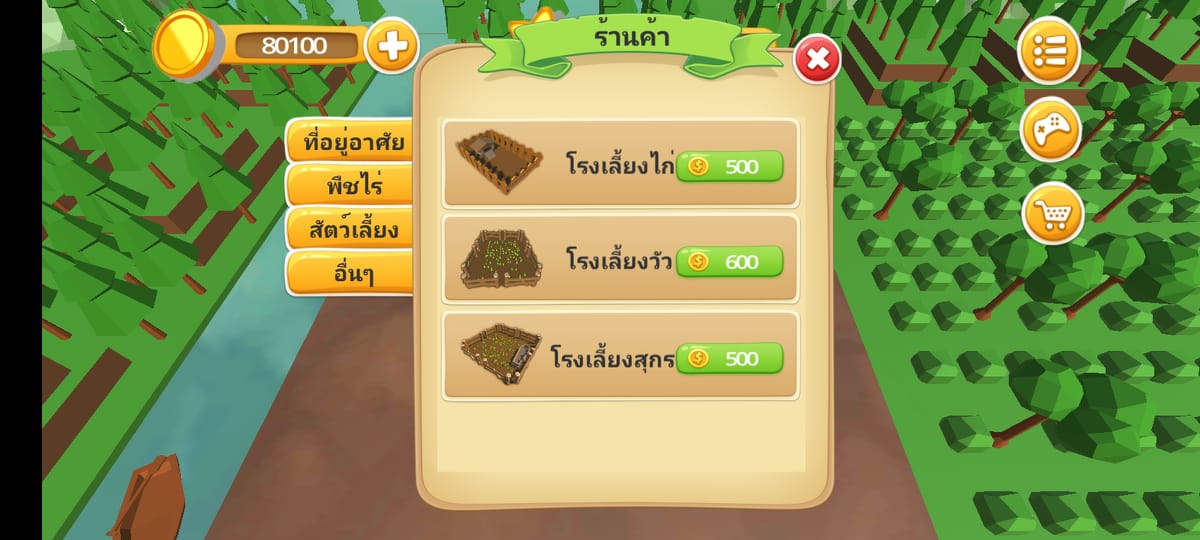 80100
ร้านค้า
ที่อยู่อาศัย
พืชไร่
สัตว์เลี้ยง
อื่นๆ
โรงเลี้ยงไก่ 500
โรงเลี้ยงวัว 600
โรงเลี้ยงสุกร 500